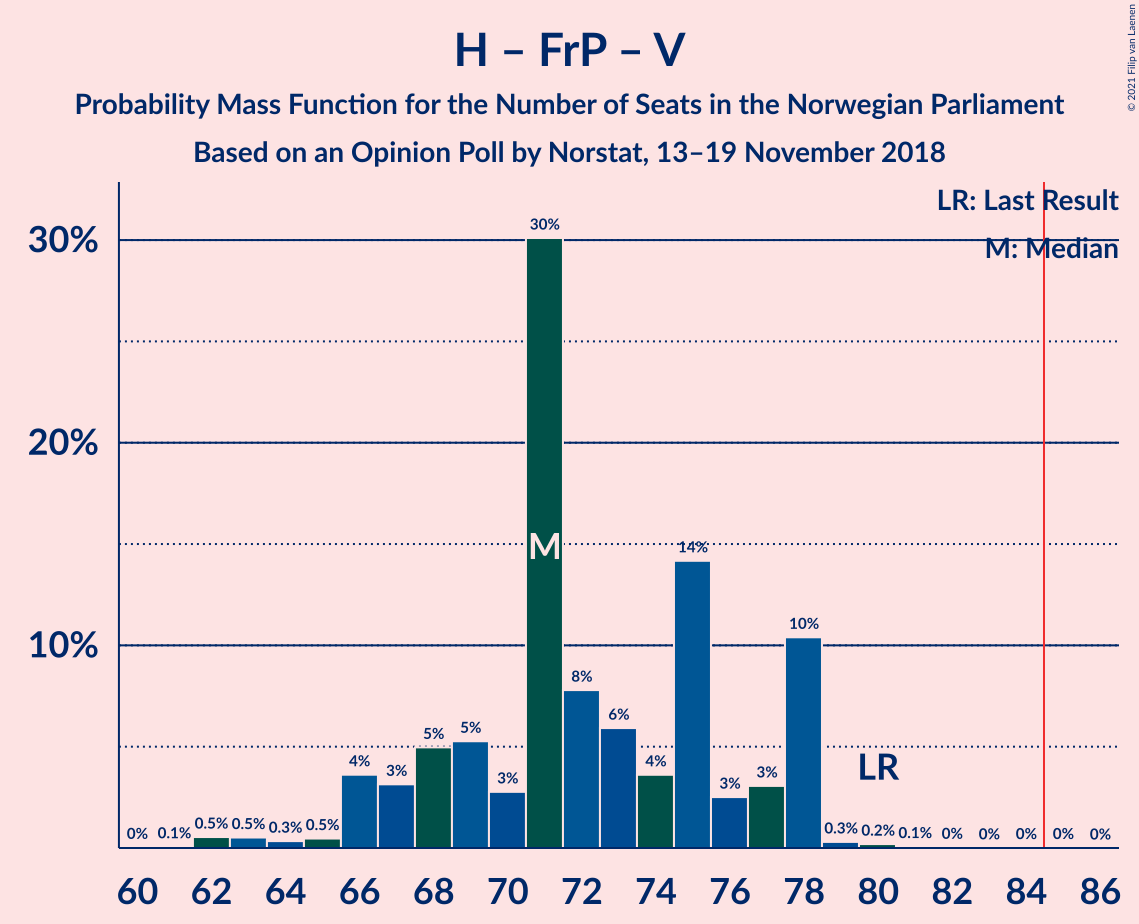 H – FrP – V
Probability Mass Function for the Number of Seats in the Norwegian Parliament
Based on an Opinion Poll by Norstat, 13–19 November 2018
© 2021 Filip van Laenen
LR: Last Result
M: Median
30%
20%
10%
0% 0.1% 0.5% 0.5% 0.3% 0.5% 4% 3% 5% 5% 3% 30% 8% 6% 4% 14% 3% 3% 10% 0.3% 0.2% 0.1% 0% 0% 0% 0% 0%
M
LR
60 62 64 66 68 70 72 74 76 78 80 82 84 86